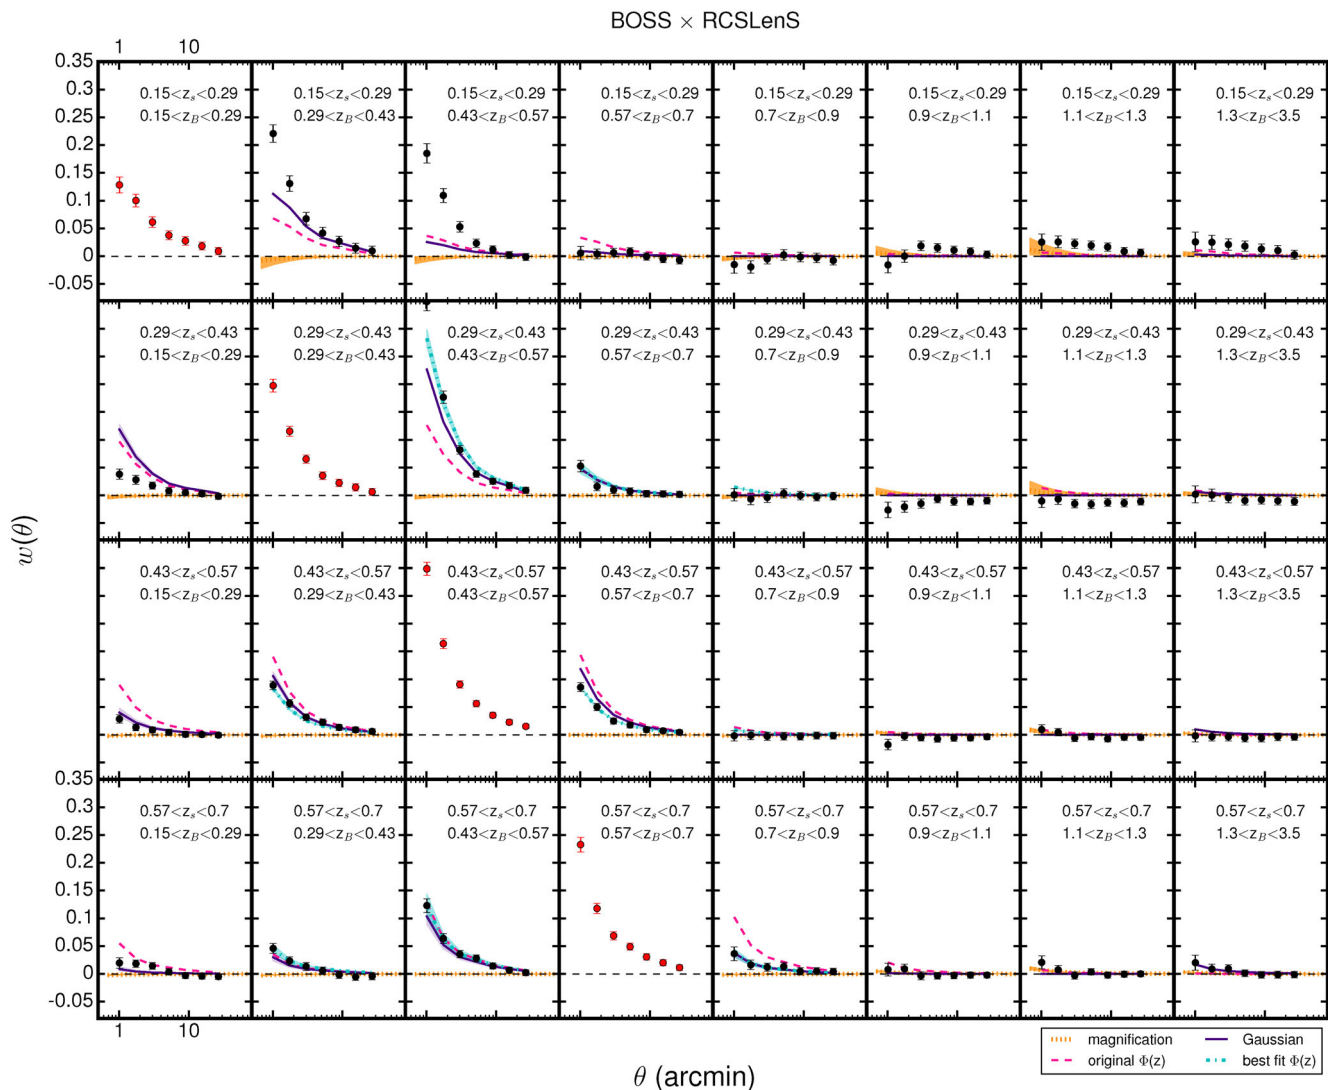 BOSS × RCSLenS
1 10
0.35
0.3
0.25
0.2
0.15
0.1
0.05
0
-0.05
0.15<z_s<0.29
0.15<z_B<0.29
0.15<z_s<0.29
0.29<z_B<0.43
0.15<z_s<0.29
0.43<z_B<0.57
0.15<z_s<0.29
0.57<z_B<0.7
0.15<z_s<0.29
0.7<z_B<0.9
0.15<z_s<0.29
0.9<z_B<1.1
0.15<z_s<0.29
1.1<z_B<1.3
0.15<z_s<0.29
1.3<z_B<3.5
0.29<z_s<0.43
0.15<z_B<0.29
0.29<z_s<0.43
0.29<z_B<0.43
0.29<z_s<0.43
0.43<z_B<0.57
0.29<z_s<0.43
0.57<z_B<0.7
0.29<z_s<0.43
0.7<z_B<0.9
0.29<z_s<0.43
0.9<z_B<1.1
0.29<z_s<0.43
1.1<z_B<1.3
0.29<z_s<0.43
1.3<z_B<3.5
w(θ)
0.43<z_s<0.57
0.15<z_B<0.29
0.43<z_s<0.57
0.29<z_B<0.43
0.43<z_s<0.57
0.43<z_B<0.57
0.43<z_s<0.57
0.57<z_B<0.7
0.43<z_s<0.57
0.7<z_B<0.9
0.43<z_s<0.57
0.9<z_B<1.1
0.43<z_s<0.57
1.1<z_B<1.3
0.43<z_s<0.57
1.3<z_B<3.5
0.35
0.3
0.25
0.2
0.15
0.1
0.05
0
-0.05
0.57<z_s<0.7
0.15<z_B<0.29
0.57<z_s<0.7
0.29<z_B<0.43
0.57<z_s<0.7
0.43<z_B<0.57
0.57<z_s<0.7
0.57<z_B<0.7
0.57<z_s<0.7
0.7<z_B<0.9
0.57<z_s<0.7
0.9<z_B<1.1
0.57<z_s<0.7
1.1<z_B<1.3
0.57<z_s<0.7
1.3<z_B<3.5
1 10
θ (arcmin)
magnification
original Φ(z)
Gaussian
best fit Φ(z)